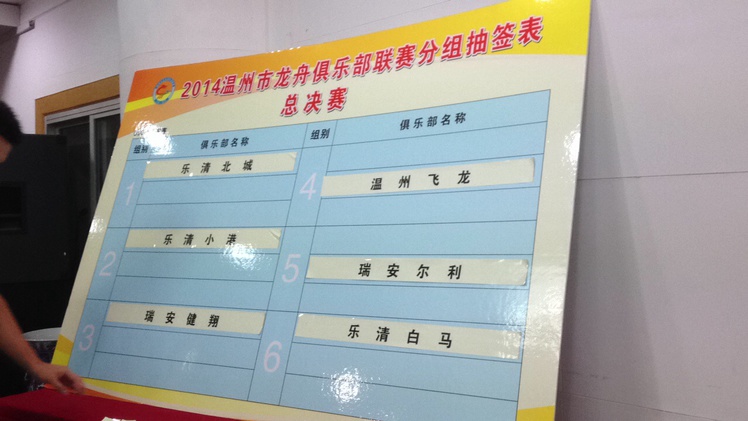 2014温州市龙舟俱乐部联赛分组抽签表
总决赛
组别 俱乐部名称 组别 俱乐部名称
1 乐清北城
4 温州飞龙
2 乐清小港
5 瑞安尔利
3 瑞安健翔
6 乐清白马